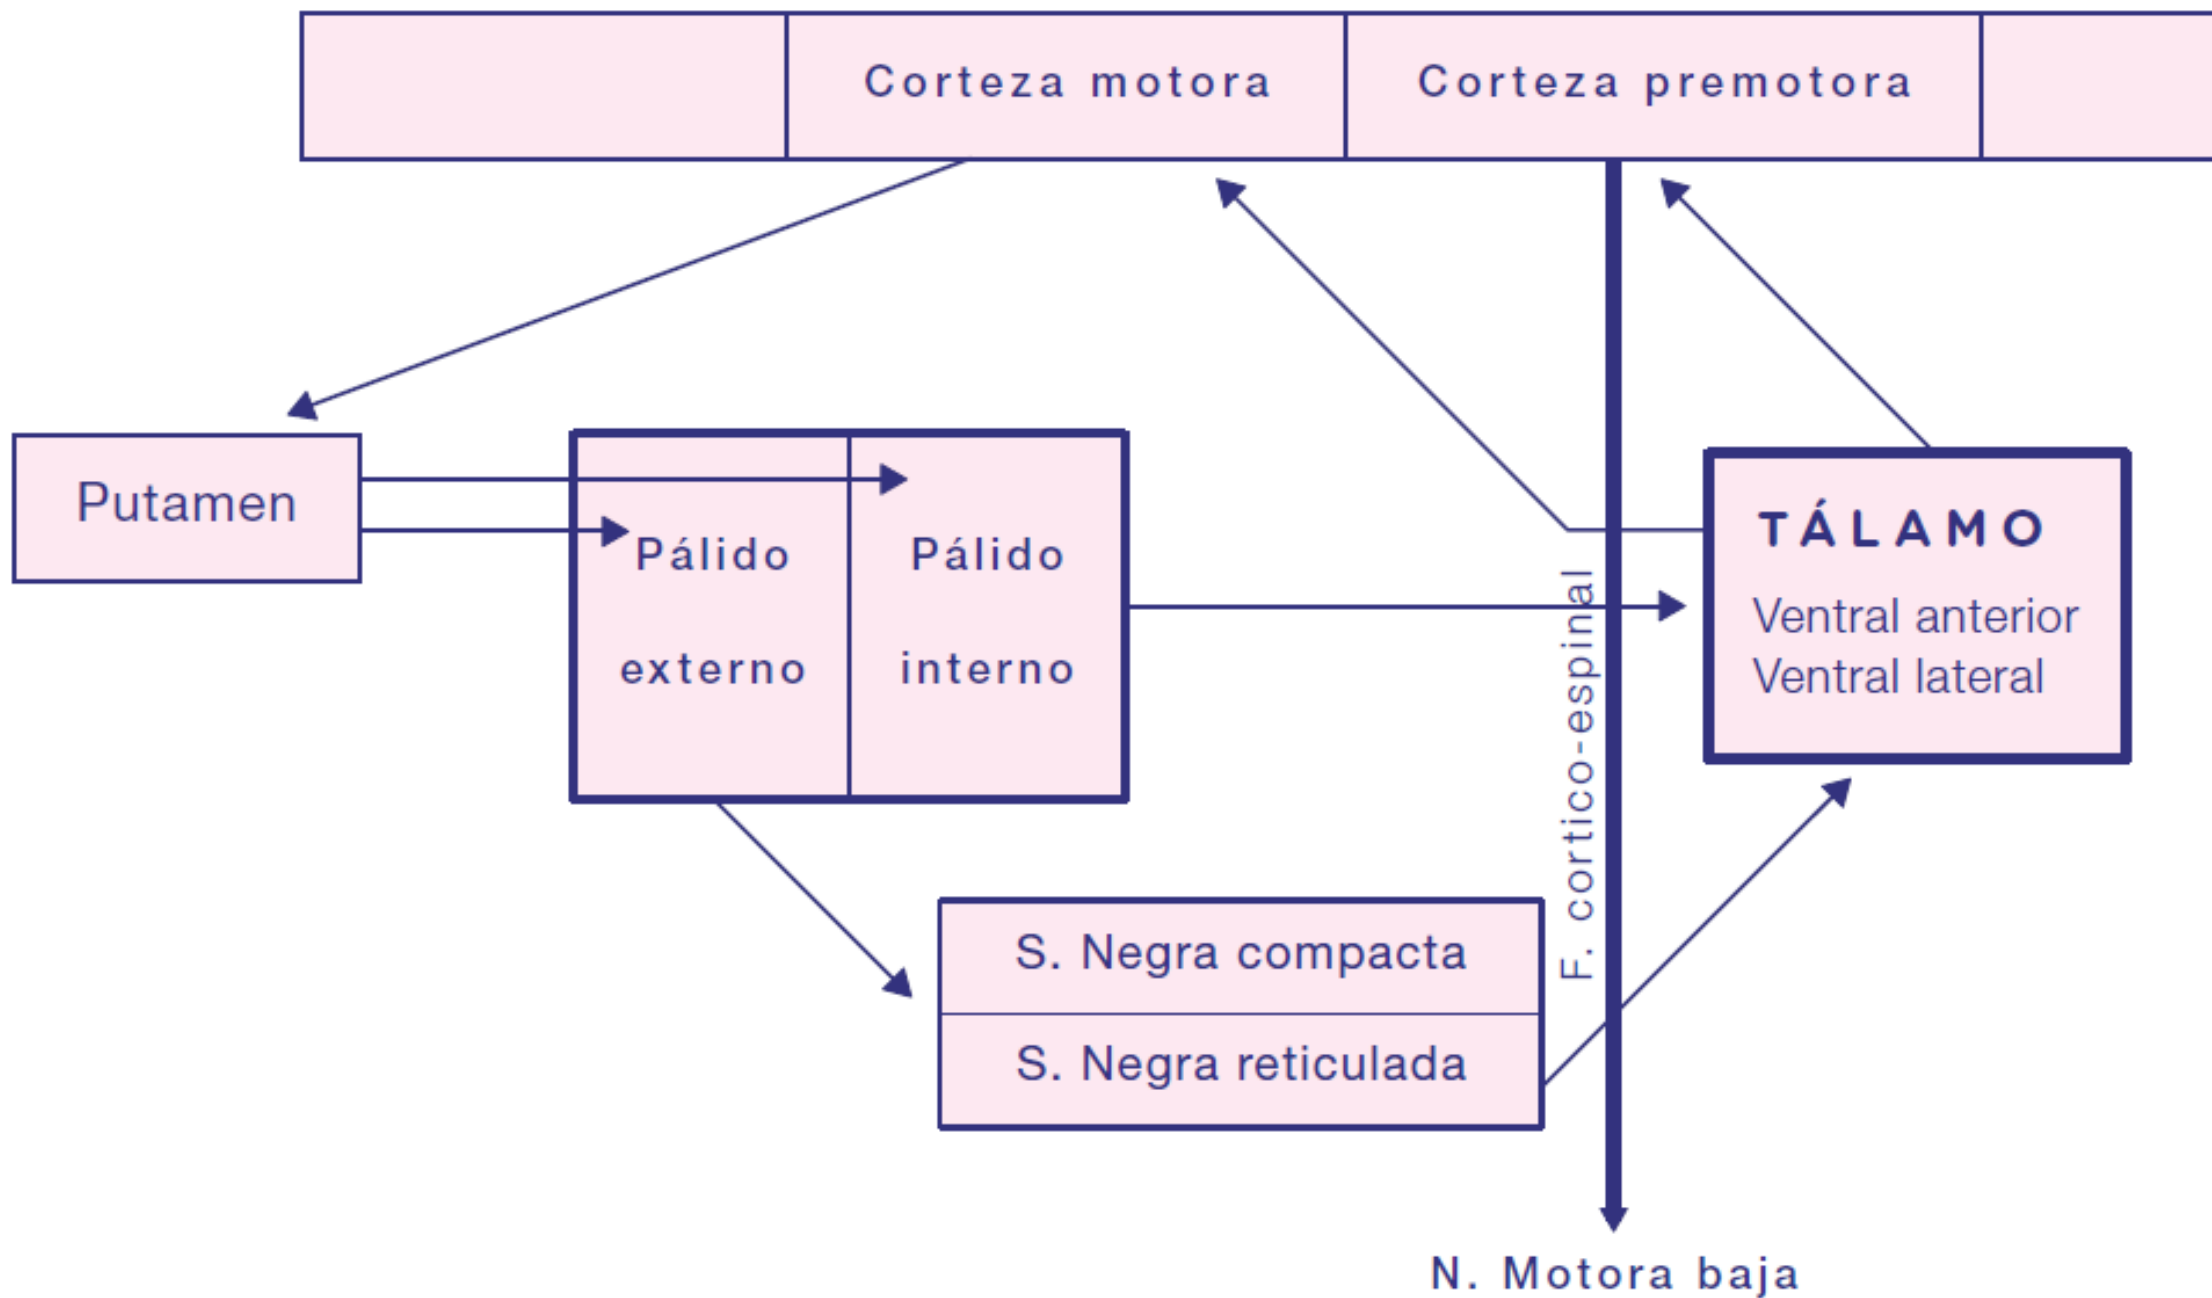 Corteza motora
Corteza premotora
Putamen
Pálido
externo
Pálido
interno
TÁLAMO
Ventral anterior
Ventral lateral
F. cortico-espinal
S. Negra compacta
S. Negra reticulada
N. Motora baja